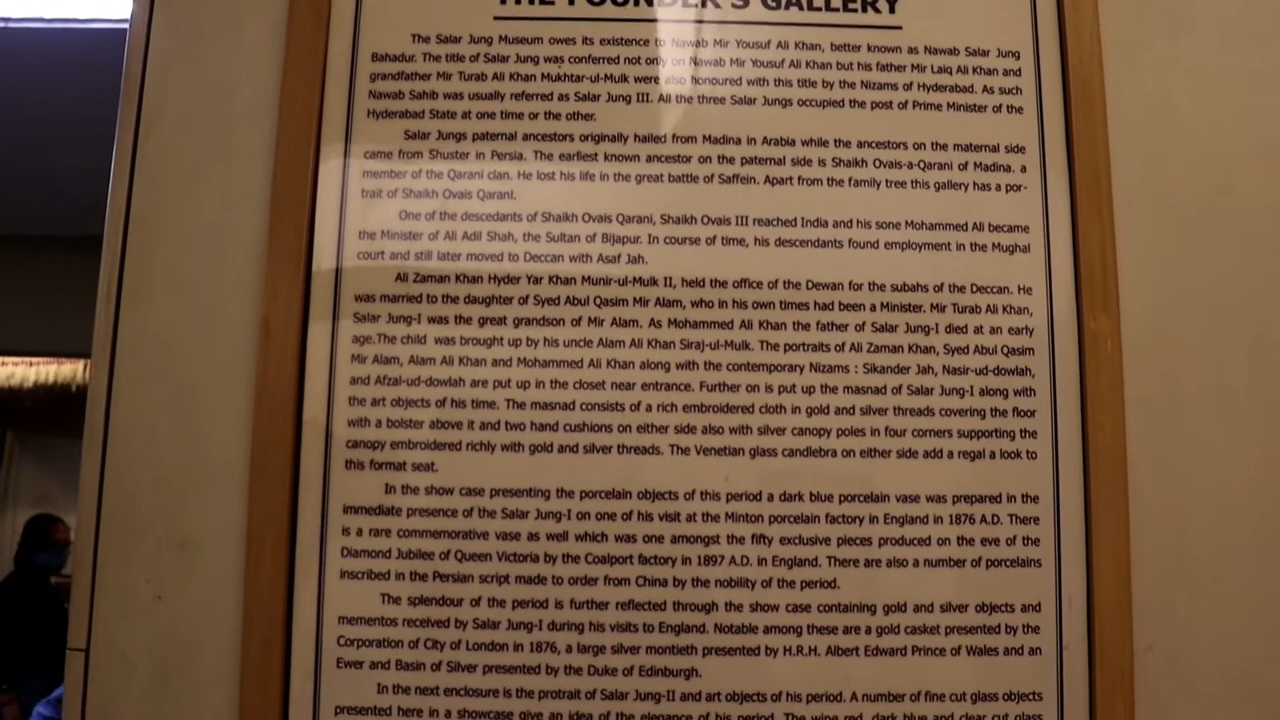 THE FOUNDER'S GALLERY
The Salar Jung Museum owes its existence to Nawab Mir Yousuf Ali Khan, better known as Nawab Salar Jung
Bahadur. The title of Salar Jung was conferred not only on Nawab Mir Yousuf Ali Khan but his father Mir Laiq Ali Khan and
grandfather Mir Turab Ali Khan Mukhtar-ul-Mulk were also honoured with this title by the Nizams of Hyderabad. As such
Nawab Sahib was usually referred as Salar Jung III. All the three Salar Jungs occupied the post of Prime Minister of the
Hyderabad State at one time or the other.
Salar Jungs paternal ancestors originally hailed from Madina in Arabia while the ancestors on the maternal side
came from Shuster in Persia. The earliest known ancestor on the paternal side is Shaikh Ovais-a-Qarani of Madina. a
member of the Qarani clan. He lost his life in the great battle of Saffein. Apart from the family tree this gallery has a por-
trait of Shaikh Ovais Qarani.
One of the descedants of Shaikh Ovais Qarani, Shaikh Ovais III reached India and his sone Mohammed Ali became
the Minister of Ali Adil Shah, the Sultan of Bijapur. In course of time, his descendants found employment in the Mughal
court and still later moved to Deccan with Asaf Jah.
Ali Zaman Khan Hyder Yar Khan Munir-ul-Mulk II, held the office of the Dewan for the subahs of the Deccan. He
was married to the daughter of Syed Abul Qasim Mir Alam, who in his own times had been a Minister. Mir Turab Ali Khan,
Salar Jung-I was the great grandson of Mir Alam. As Mohammed Ali Khan the father of Salar Jung-I died at an early
age.The child was brought up by his uncle Alam Ali Khan Siraj-ul-Mulk. The portraits of Ali Zaman Khan, Syed Abul Qasim
Mir Alam, Alam Ali Khan and Mohammed Ali Khan along with the contemporary Nizams : Sikander Jah, Nasir-ud-dowlah,
and Afzal-ud-dowlah are put up in the closet near entrance. Further on is put up the masnad of Salar Jung-I along with
the art objects of his time. The masnad consists of a rich embroidered cloth in gold and silver threads covering the floor
with a bolster above it and two hand cushions on either side also with silver canopy poles in four corners supporting the
canopy embroidered richly with gold and silver threads. The Venetian glass candlebra on either side add a regal a look to
this format seat.
In the show case presenting the porcelain objects of this period a dark blue porcelain vase was prepared in the
immediate presence of the Salar Jung-I on one of his visit at the Minton porcelain factory in England in 1876 A.D. There
is a rare commemorative vase as well which was one amongst the fifty exclusive pieces produced on the eve of the
Diamond Jubilee of Queen Victoria by the Coalport factory in 1897 A.D. in England. There are also a number of porcelains
inscribed in the Persian script made to order from China by the nobility of the period.
The splendour of the period is further reflected through the show case containing gold and silver objects and
mementos received by Salar Jung-I during his visits to England. Notable among these are a gold casket presented by the
Corporation of City of London in 1876, a large silver montieth presented by H.R.H. Albert Edward Prince of Wales and an
Ewer and Basin of Silver presented by the Duke of Edinburgh.
In the next enclosure is the protrait of Salar Jung-II and art objects of his period. A number of fine cut glass objects
presented here in a showcase give an idea of the elegance of his period. The wine red, dark blue and clear cut glass